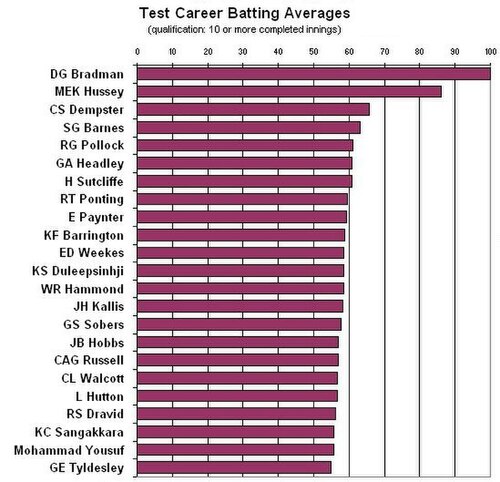 Test Career Batting Averages
(qualification: 10 or more completed innings)
0 10 20 30 40 50 60 70 80 90 100
DG Bradman
MEK Hussey
CS Dempster
SG Barnes
RG Pollock
GA Headley
H Sutcliffe
RT Ponting
E Paynter
KF Barrington
ED Weekes
KS Duleepsinhji
WR Hammond
JH Kallis
GS Sobers
JB Hobbs
CAG Russell
CL Walcott
L Hutton
RS Dravid
KC Sangakkara
Mohammad Yousuf
GE Tyldesley